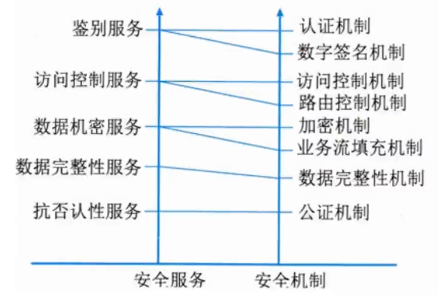 鉴别服务
认证机制
数字签名机制
访问控制服务
访问控制机制
路由控制机制
数据机密服务
加密机制
业务流填充机制
数据完整性服务
数据完整性机制
抗否认性服务
公证机制
安全服务
安全机制